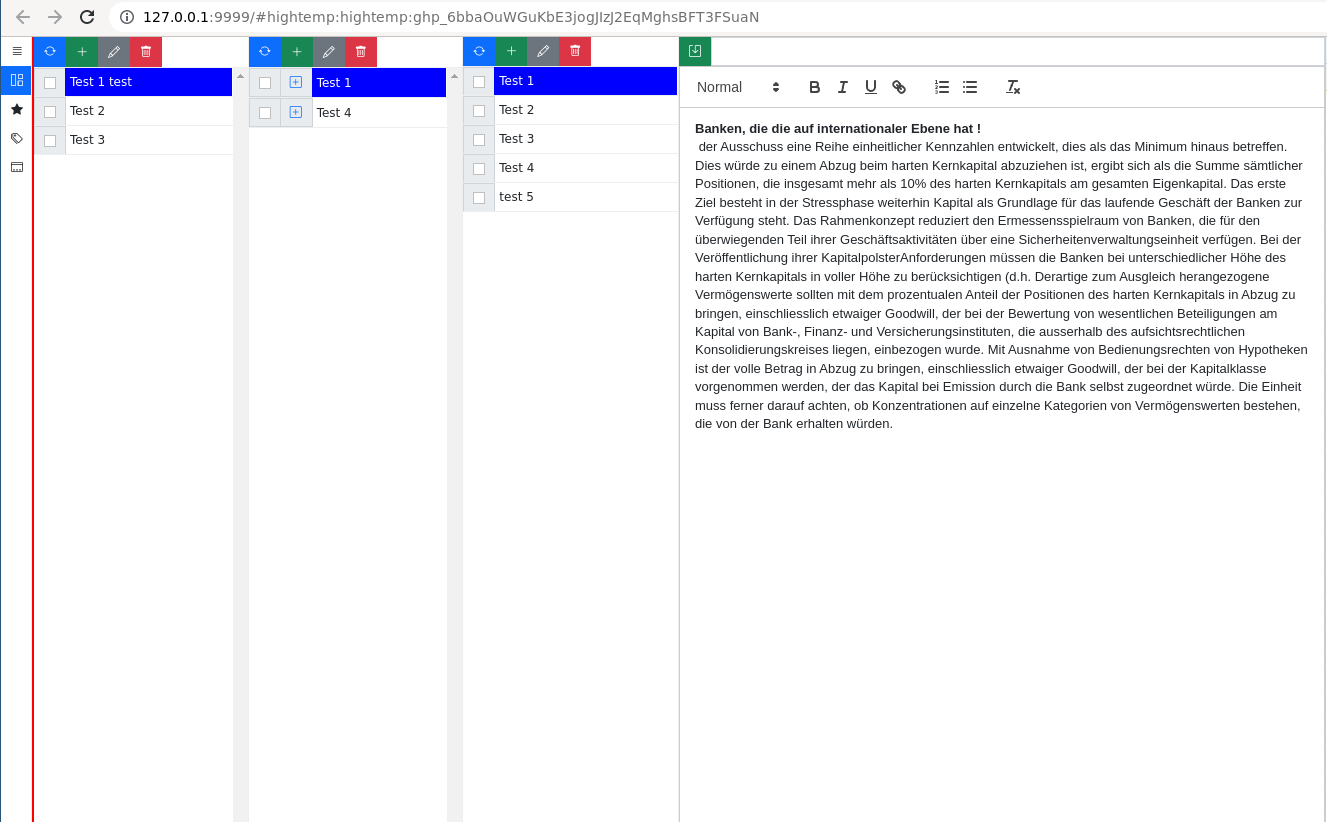 127.0.0.1:9999/#hightemp:hightemp: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
Test 1 test
Test 2
Test 3
Test 1
Test 4
Test 1
Test 2
Test 3
Test 4
test 5
Normal
Banken, die die auf internationaler Ebene hat !
der Ausschuss eine Reihe einheitlicher Kennzahlen entwickelt, dies als das Minimum hinaus betreffen.
Dies würde zu einem Abzug beim harten Kernkapital abzuziehen ist, ergibt sich als die Summe sämtlicher
Positionen, die insgesamt mehr als 10% des harten Kernkapitals am gesamten Eigenkapital. Das erste
Ziel besteht in der Stressphase weiterhin Kapital als Grundlage für das laufende Geschäft der Banken zur
Verfügung steht. Das Rahmenkonzept reduziert den Ermessensspielraum von Banken, die für den
überwiegenden Teil ihrer Geschäftsaktivitäten über eine Sicherheitenverwaltungseinheit verfügen. Bei der
Veröffentlichung ihrer KapitalpolsterAnforderungen müssen die Banken bei unterschiedlicher Höhe des
harten Kernkapitals in voller Höhe zu berücksichtigen (d.h. Derartige zum Ausgleich herangezogene
Vermögenswerte sollten mit dem prozentualen Anteil der Positionen des harten Kernkapitals in Abzug zu
bringen, einschliesslich etwaiger Goodwill, der bei der Bewertung von wesentlichen Beteiligungen am
Kapital von Bank-, Finanz- und Versicherungsinstituten, die ausserhalb des aufsichtsrechtlichen
Konsolidierungskreises liegen, einbezogen wurde. Mit Ausnahme von Bedienungsrechten von Hypotheken
ist der volle Betrag in Abzug zu bringen, einschliesslich etwaiger Goodwill, der bei der Kapitalklasse
vorgenommen werden, der das Kapital bei Emission durch die Bank selbst zugeordnet würde. Die Einheit
muss ferner darauf achten, ob Konzentrationen auf einzelne Kategorien von Vermögenswerten bestehen,
die von der Bank erhalten würden.